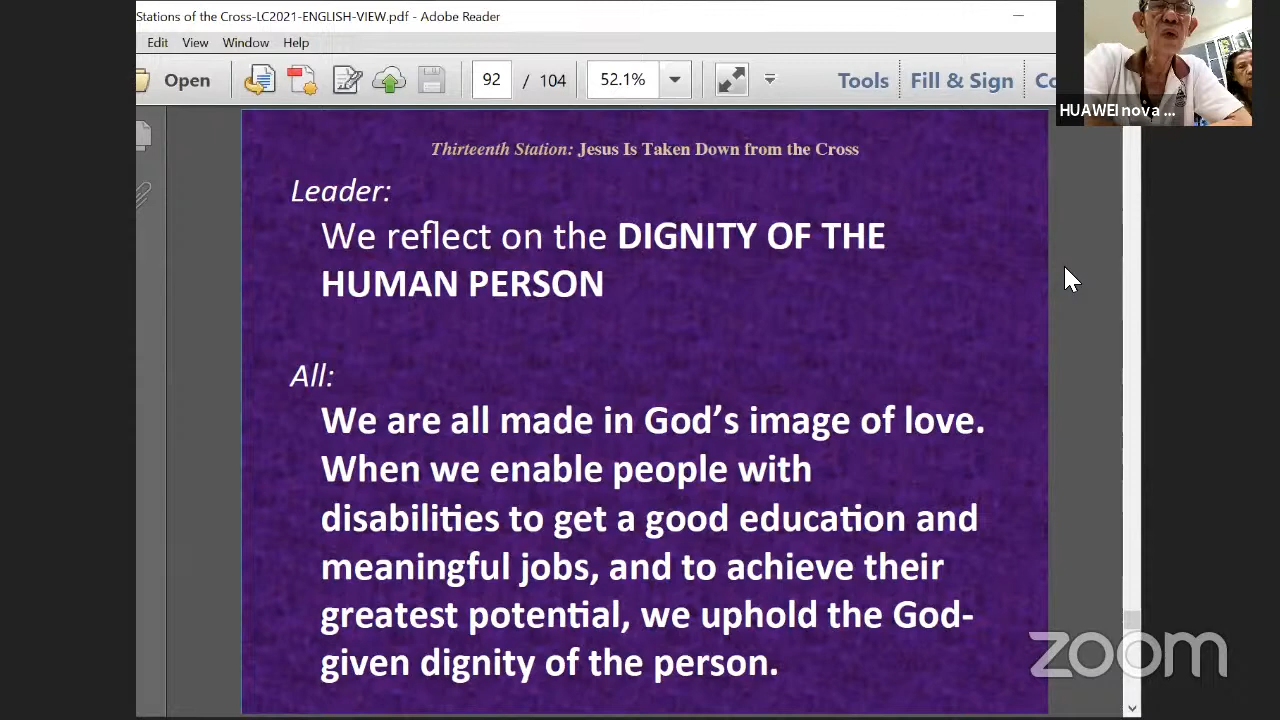 Stations of the Cross-LC2021-ENGLISH-VIEW.pdf - Adobe Reader
Edit View Window Help
Open 92 / 104 52.1% Tools Fill & Sign Co
HUAWEI nova ...
Thirteenth Station: Jesus Is Taken Down from the Cross
Leader:
We reflect on the DIGNITY OF THE
HUMAN PERSON
All:
We are all made in God’s image of love.
When we enable people with
disabilities to get a good education and
meaningful jobs, and to achieve their
greatest potential, we uphold the God-
given dignity of the person.
zoom